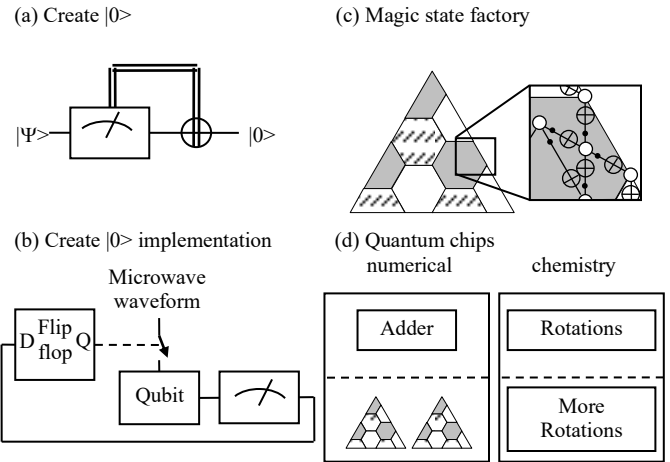 (a) Create |0>
|Ψ>
|0>
(c) Magic state factory
(b) Create |0> implementation
Microwave
waveform
D Flip Q
flop
Qubit
(d) Quantum chips
numerical
chemistry
Adder
Rotations
More
Rotations